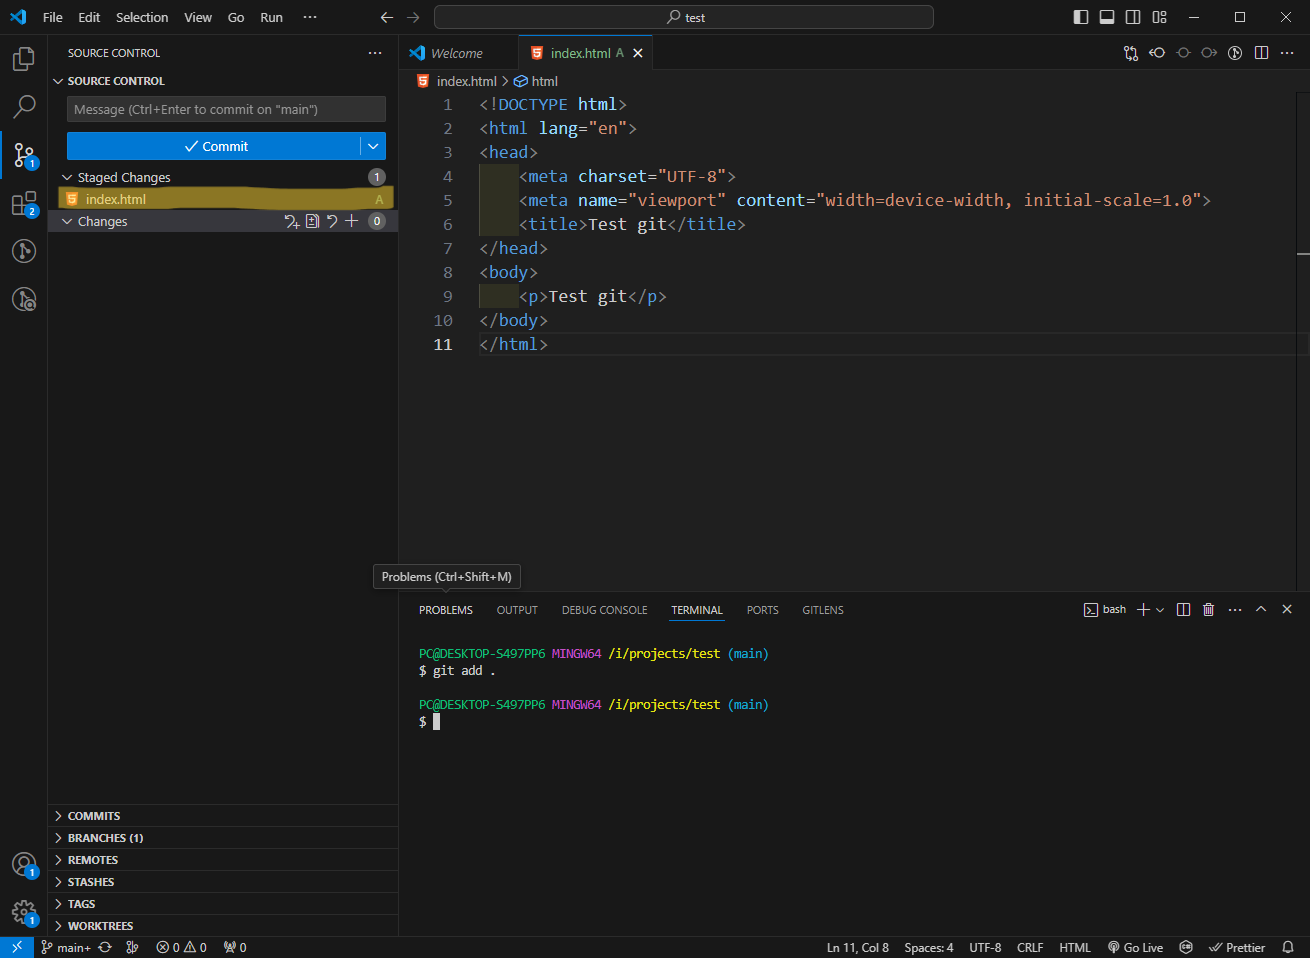 File Edit Selection View Go Run ··· test
SOURCE CONTROL ···
SOURCE CONTROL
Message (Ctrl+Enter to commit on "main")
Commit
Staged Changes 1
index.html A
Changes 0
Welcome index.html A
index.html > html
1 <!DOCTYPE html>
2 <html lang="en">
3 <head>
4 <meta charset="UTF-8">
5 <meta name="viewport" content="width=device-width, initial-scale=1.0">
6 <title>Test git</title>
7 </head>
8 <body>
9 <p>Test git</p>
10 </body>
11 </html>
1
2
Problems (Ctrl+Shift+M)
PROBLEMS OUTPUT DEBUG CONSOLE TERMINAL PORTS GITLENS bash
PC@DESKTOP-S497PP6 MINGW64 /i/projects/test (main)
$ git add .
PC@DESKTOP-S497PP6 MINGW64 /i/projects/test (main)
$
COMMITS
BRANCHES (1)
REMOTES
STASHES
TAGS
WORKTREES
1
1
main+ 0 0 0 Ln 11, Col 8 Spaces: 4 UTF-8 CRLF HTML Go Live Prettier